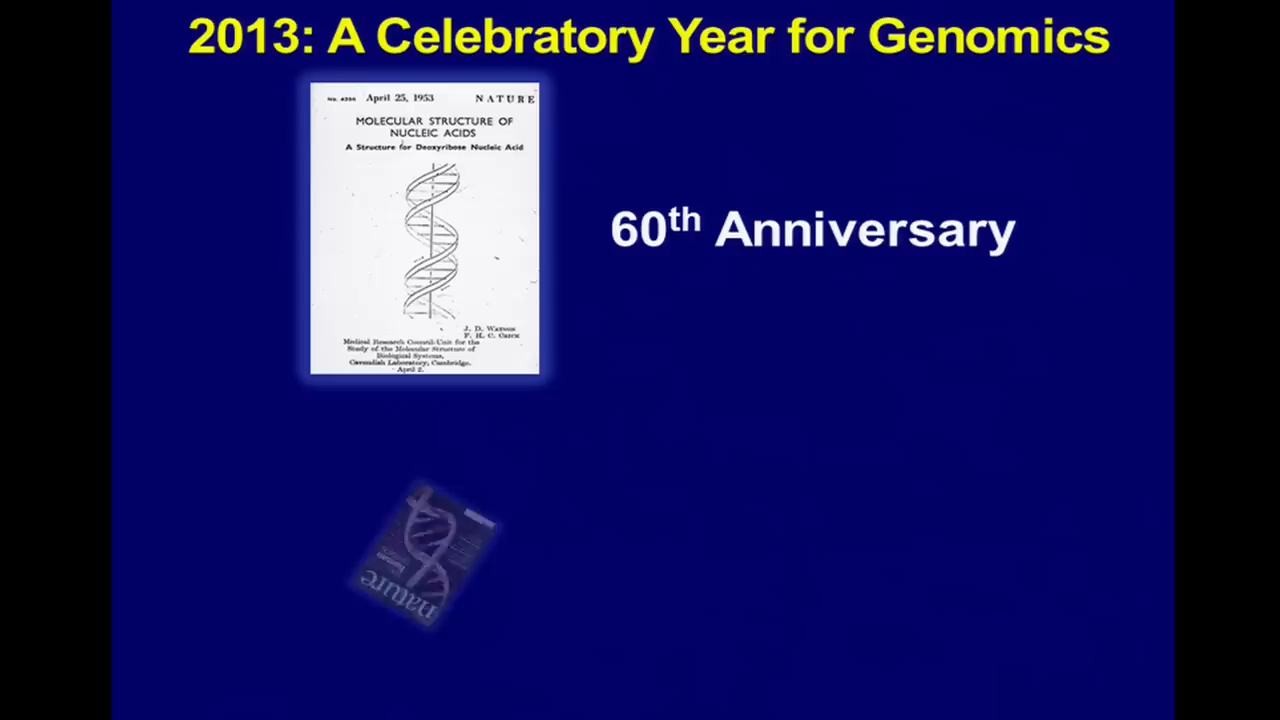 2013: A Celebratory Year for Genomics
No. 4356 April 25, 1953 NATURE
MOLECULAR STRUCTURE OF
NUCLEIC ACIDS
A Structure for Deoxyribose Nucleic Acid
60th Anniversary
J. D. WATSON
F. H. C. CRICK
Medical Research Council Unit for the
Study of the Molecular Structure of
Biological Systems,
Cavendish Laboratory, Cambridge.
April 2.
nature